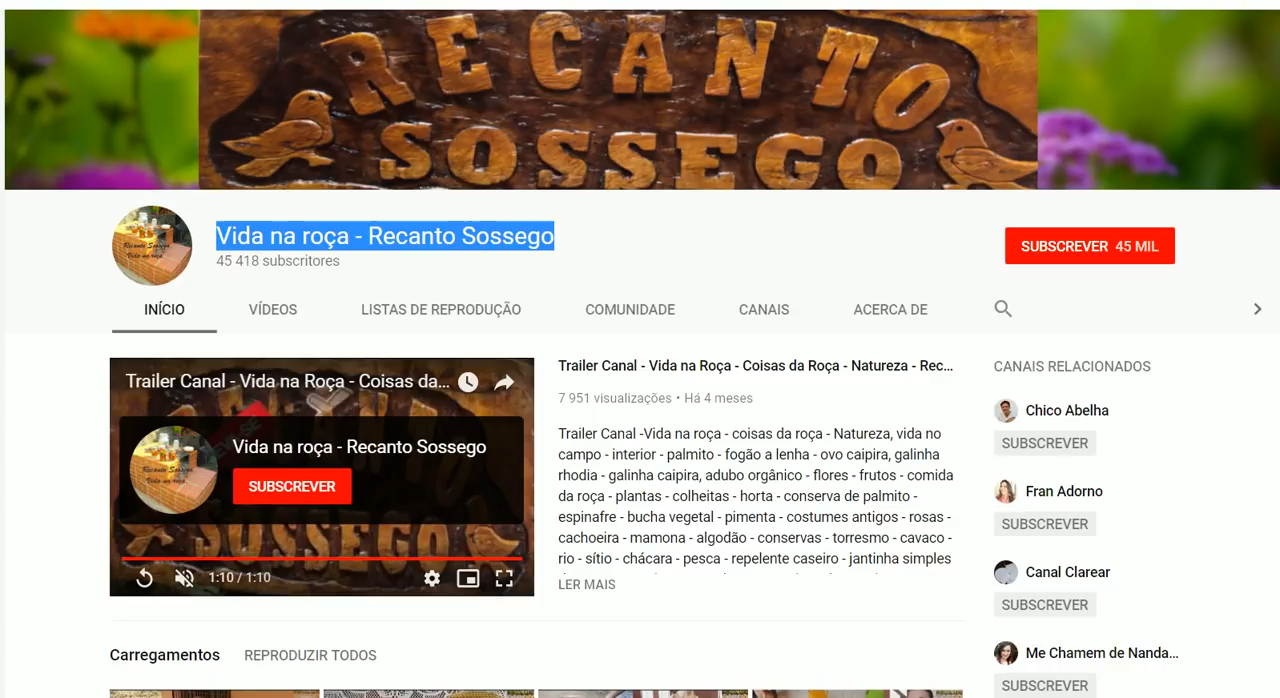 RECANTO
SOSSEGO
Vida na roça - Recanto Sossego
45 418 subscritores
SUBSCREVER 45 MIL
INÍCIO
VÍDEOS
LISTAS DE REPRODUÇÃO
COMUNIDADE
CANAIS
ACERCA DE
Trailer Canal - Vida na Roça - Coisas da...
Recanto Sossego
Vida na roça
Vida na roça - Recanto Sossego
SUBSCREVER
SOSSEGO
1:10 / 1:10
Trailer Canal - Vida na Roça - Coisas da Roça - Natureza - Rec...
7 951 visualizações • Há 4 meses
Trailer Canal -Vida na roça - coisas da roça - Natureza, vida no
campo - interior - palmito - fogão a lenha - ovo caipira, galinha
rhodia - galinha caipira, adubo orgânico - flores - frutos - comida
da roça - plantas - colheitas - horta - conserva de palmito -
espinafre - bucha vegetal - pimenta - costumes antigos - rosas -
cachoeira - mamona - algodão - conservas - torresmo - cavaco -
rio - sítio - chácara - pesca - repelente caseiro - jantinha simples
LER MAIS
CANAIS RELACIONADOS
Chico Abelha
SUBSCREVER
Fran Adorno
SUBSCREVER
Canal Clarear
SUBSCREVER
Me Chamem de Nanda...
SUBSCREVER
Carregamentos
REPRODUZIR TODOS